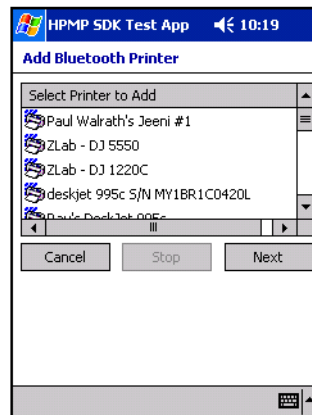 HPMP SDK Test App 10:19
Add Bluetooth Printer
Select Printer to Add
Paul Walrath's Jeeni #1
ZLab - DJ 5550
ZLab - DJ 1220C
deskjet 995c S/N MY1BR1C0420L
DeskJet
Cancel Stop Next